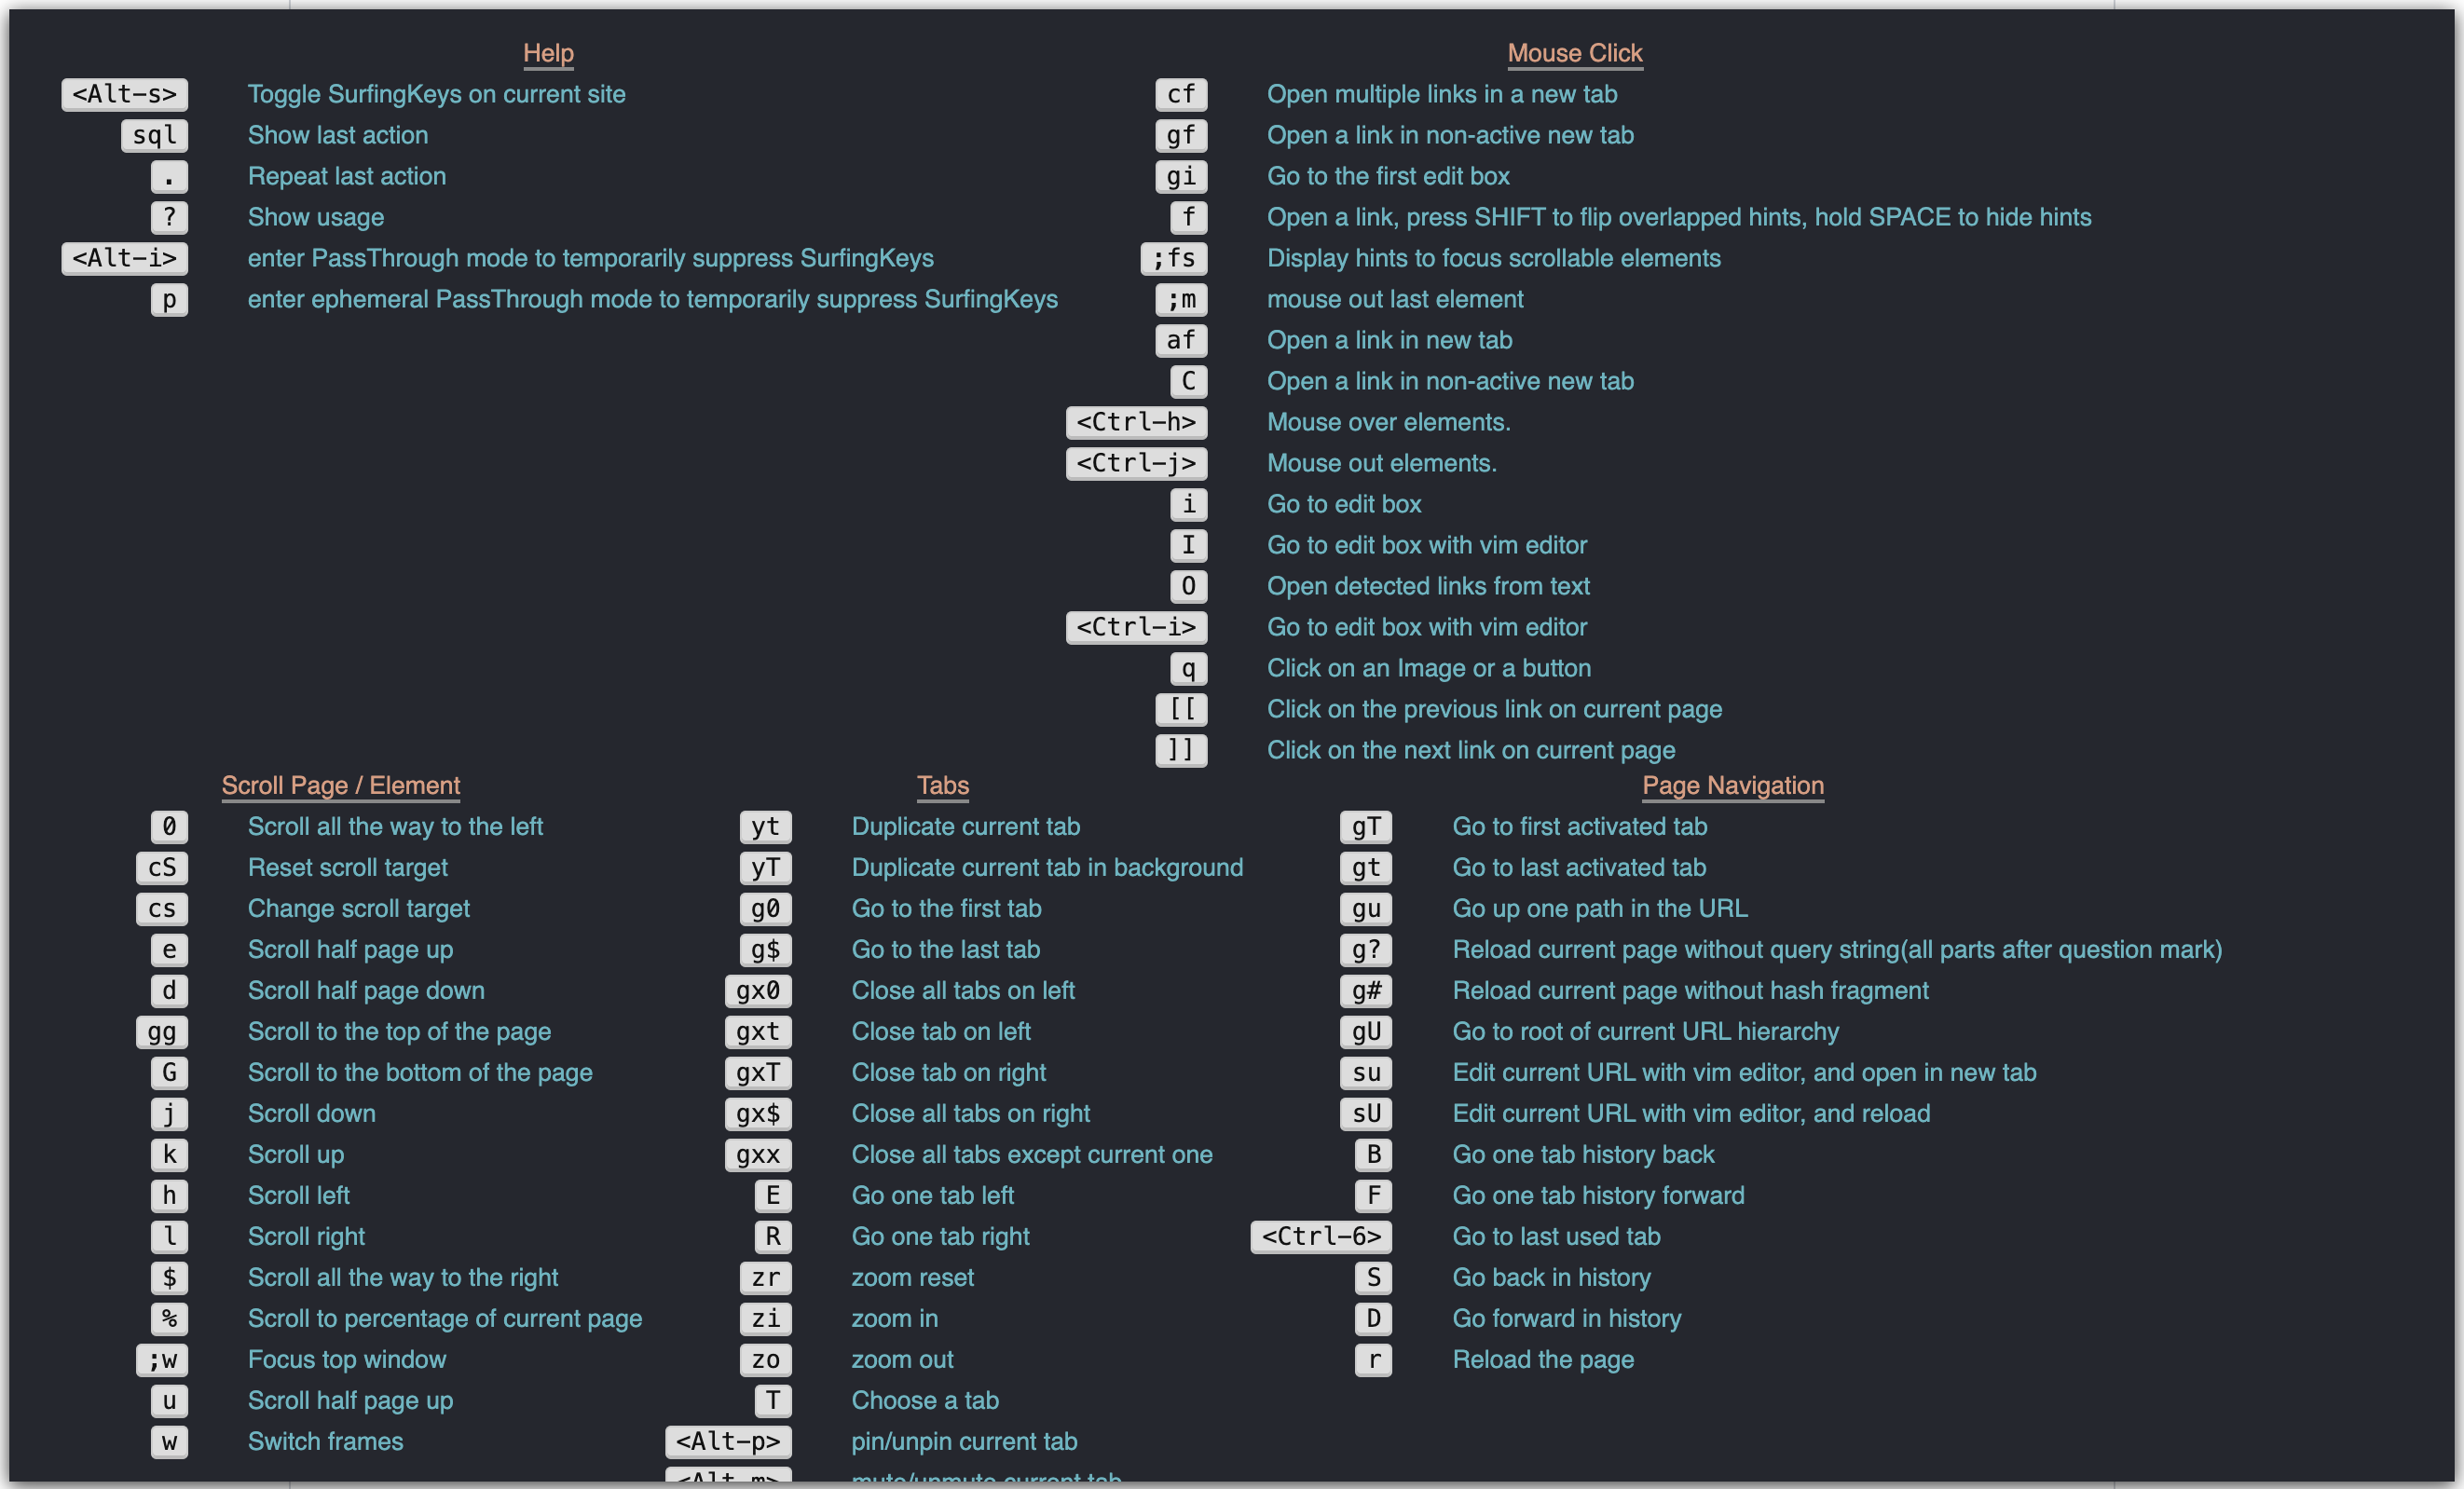 Help
<Alt-s> Toggle SurfingKeys on current site
sql Show last action
. Repeat last action
? Show usage
<Alt-i> enter PassThrough mode to temporarily suppress SurfingKeys
p enter ephemeral PassThrough mode to temporarily suppress SurfingKeys
Mouse Click
cf Open multiple links in a new tab
gf Open a link in non-active new tab
gi Go to the first edit box
f Open a link, press SHIFT to flip overlapped hints, hold SPACE to hide hints
;fs Display hints to focus scrollable elements
;m mouse out last element
af Open a link in new tab
C Open a link in non-active new tab
<Ctrl-h> Mouse over elements.
<Ctrl-j> Mouse out elements.
i Go to edit box
I Go to edit box with vim editor
O Open detected links from text
<Ctrl-i> Go to edit box with vim editor
q Click on an Image or a button
[[ Click on the previous link on current page
]] Click on the next link on current page
Scroll Page / Element
0 Scroll all the way to the left
cS Reset scroll target
cs Change scroll target
e Scroll half page up
d Scroll half page down
gg Scroll to the top of the page
G Scroll to the bottom of the page
j Scroll down
k Scroll up
h Scroll left
l Scroll right
$ Scroll all the way to the right
% Scroll to percentage of current page
;w Focus top window
u Scroll half page up
w Switch frames
Tabs
yt Duplicate current tab
yT Duplicate current tab in background
g0 Go to the first tab
g$ Go to the last tab
gx0 Close all tabs on left
gxt Close tab on left
gxT Close tab on right
gx$ Close all tabs on right
gxx Close all tabs except current one
E Go one tab left
R Go one tab right
zr zoom reset
zi zoom in
zo zoom out
T Choose a tab
<Alt-p> pin/unpin current tab
<Alt-m> mute/unmute current tab
Page Navigation
gT Go to first activated tab
gt Go to last activated tab
gu Go up one path in the URL
g? Reload current page without query string(all parts after question mark)
g# Reload current page without hash fragment
gU Go to root of current URL hierarchy
su Edit current URL with vim editor, and open in new tab
sU Edit current URL with vim editor, and reload
B Go one tab history back
F Go one tab history forward
<Ctrl-6> Go to last used tab
S Go back in history
D Go forward in history
r Reload the page